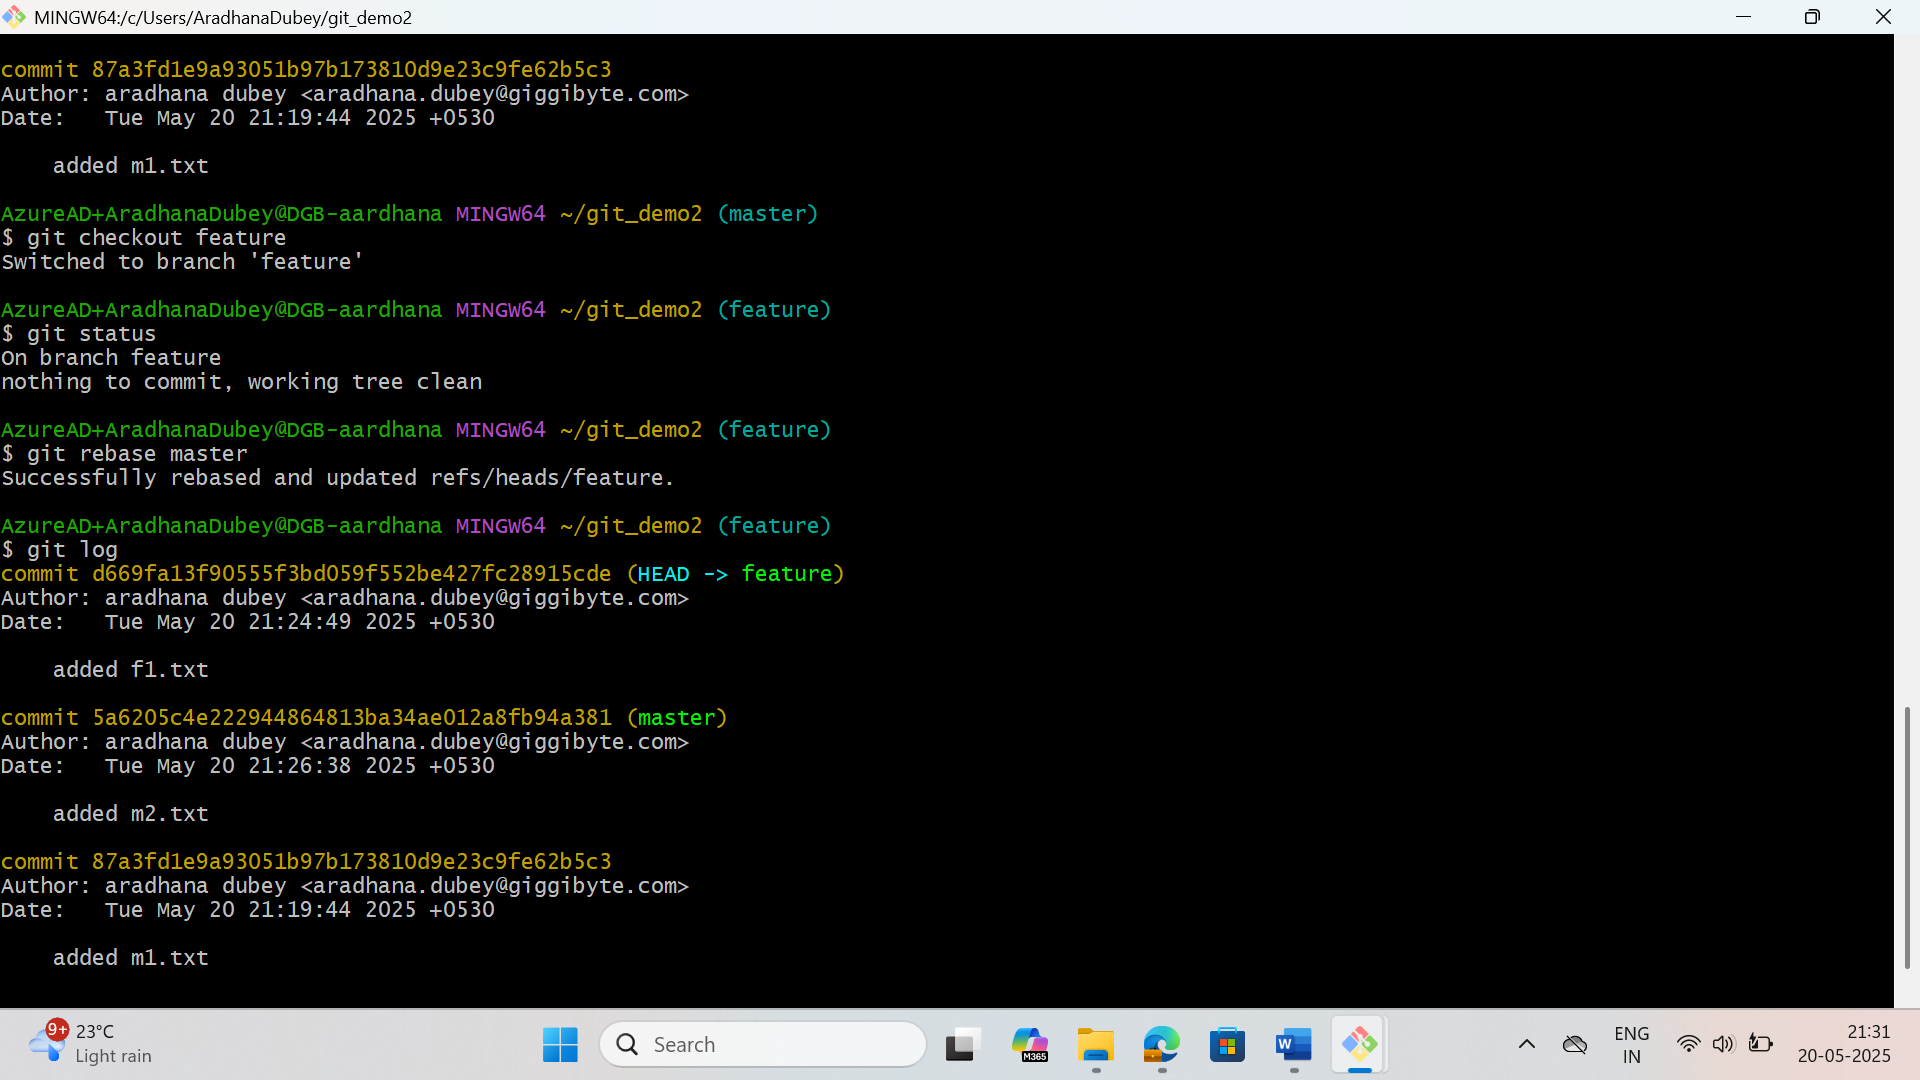 MINGW64:/c/Users/AradhanaDubey/git_demo2
commit 87a3fd1e9a93051b97b173810d9e23c9fe62b5c3
Author: aradhana dubey <aradhana.dubey@giggibyte.com>
Date:   Tue May 20 21:19:44 2025 +0530
    added m1.txt
AzureAD+AradhanaDubey@DGB-aardhana MINGW64 ~/git_demo2 (master)
$ git checkout feature
Switched to branch 'feature'
AzureAD+AradhanaDubey@DGB-aardhana MINGW64 ~/git_demo2 (feature)
$ git status
On branch feature
nothing to commit, working tree clean
AzureAD+AradhanaDubey@DGB-aardhana MINGW64 ~/git_demo2 (feature)
$ git rebase master
Successfully rebased and updated refs/heads/feature.
AzureAD+AradhanaDubey@DGB-aardhana MINGW64 ~/git_demo2 (feature)
$ git log
commit d669fa13f90555f3bd059f552be427fc28915cde (HEAD -> feature)
Author: aradhana dubey <aradhana.dubey@giggibyte.com>
Date:   Tue May 20 21:24:49 2025 +0530
    added f1.txt
commit 5a6205c4e222944864813ba34ae012a8fb94a381 (master)
Author: aradhana dubey <aradhana.dubey@giggibyte.com>
Date:   Tue May 20 21:26:38 2025 +0530
    added m2.txt
commit 87a3fd1e9a93051b97b173810d9e23c9fe62b5c3
Author: aradhana dubey <aradhana.dubey@giggibyte.com>
Date:   Tue May 20 21:19:44 2025 +0530
    added m1.txt
9+
23°C
Light rain
Search
M365
W
ENG
IN
21:31
20-05-2025